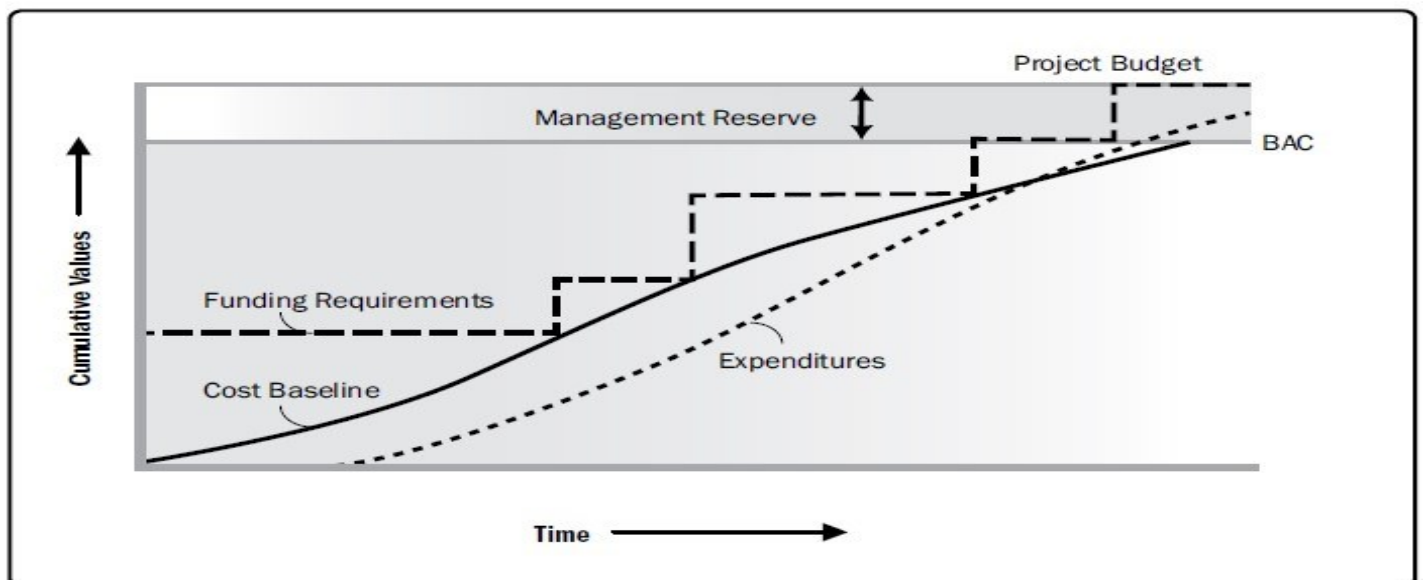 Project Budget
Management Reserve
BAC
Cumulative Values
Funding Requirements
Expenditures
Cost Baseline
Time